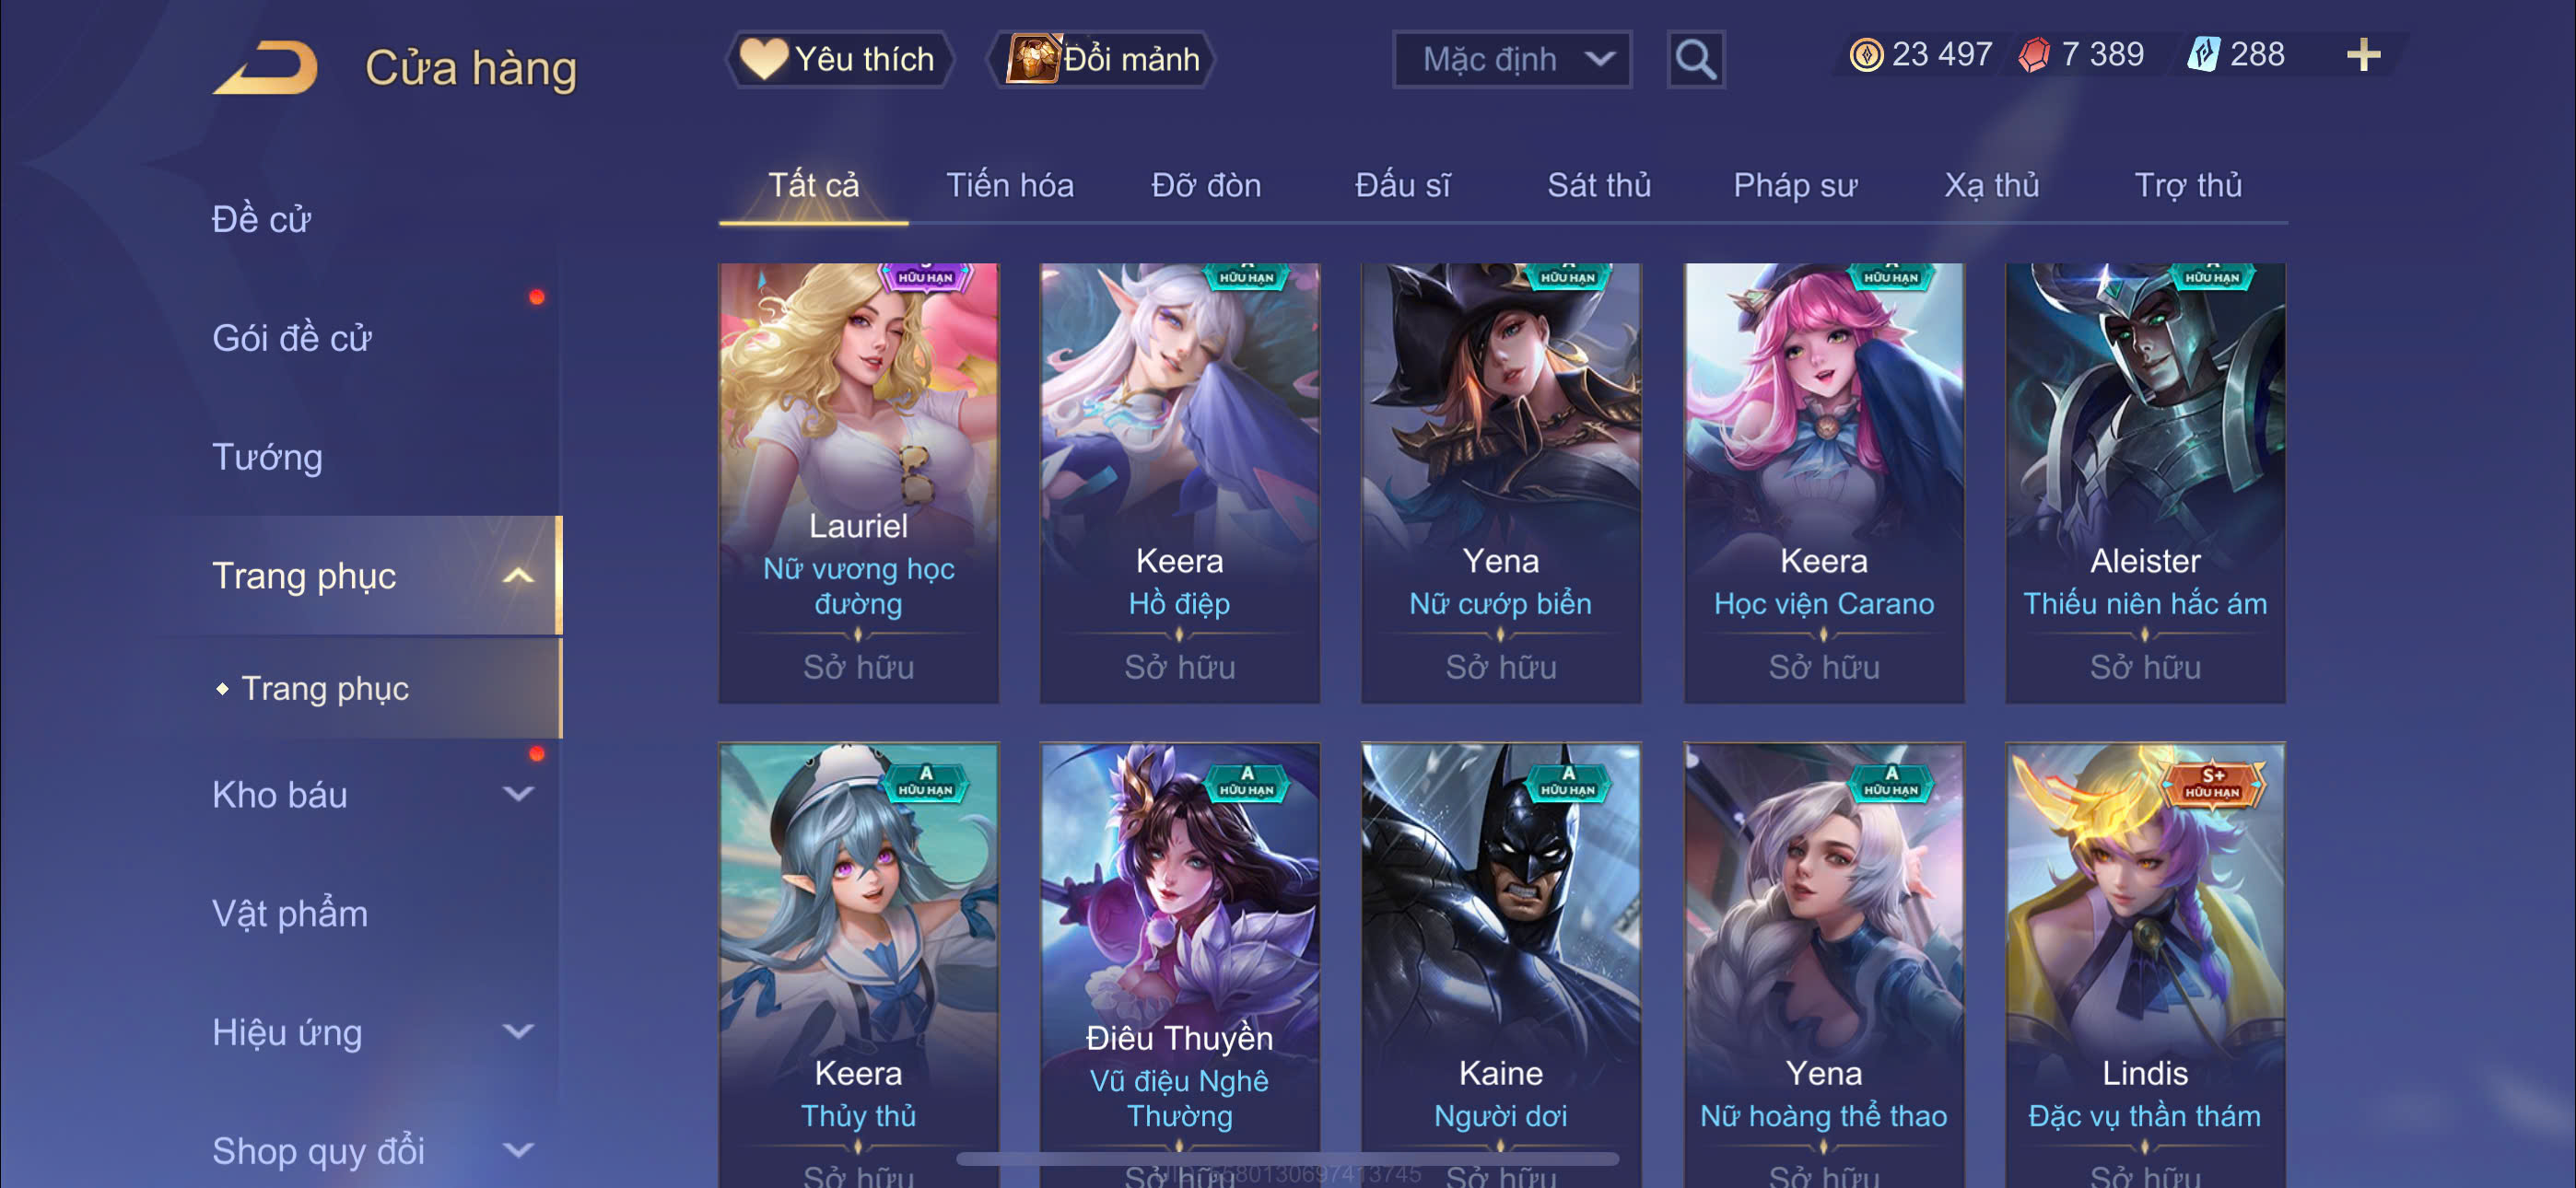 Cửa hàng
Yêu thích
Đổi mảnh
Mặc định
23 497
7 389
288
Tất cả
Tiến hóa
Đỡ đòn
Đấu sĩ
Sát thủ
Pháp sư
Xạ thủ
Trợ thủ
Đề cử
Gói đề cử
Tướng
Trang phục
Trang phục
Kho báu
Vật phẩm
Hiệu ứng
Shop quy đổi
HỮU HẠN
Lauriel
Nữ vương học
đường
Sở hữu
HỮU HẠN
Keera
Hồ điệp
Sở hữu
HỮU HẠN
Yena
Nữ cướp biển
Sở hữu
HỮU HẠN
Keera
Học viện Carano
Sở hữu
HỮU HẠN
Aleister
Thiếu niên hắc ám
Sở hữu
A
HỮU HẠN
Keera
Thủy thủ
Sở hữu
A
HỮU HẠN
Điêu Thuyền
Vũ điệu Nghê
Thường
Sở hữu
A
HỮU HẠN
Kaine
Người dơi
Sở hữu
A
HỮU HẠN
Yena
Nữ hoàng thể thao
Sở hữu
S+
HỮU HẠN
Lindis
Đặc vụ thần thám
Sở hữu